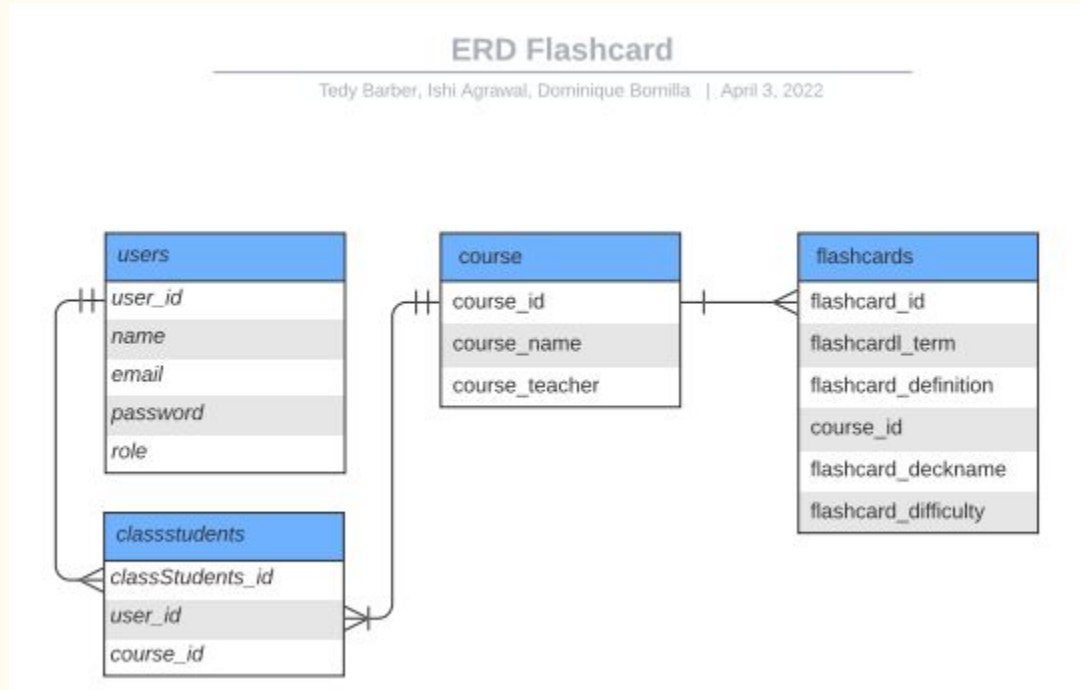 ERD Flashcard
Tedy Barber, Ishi Agrawal, Dominique Bornilla | April 3, 2022
users
user_id
name
email
password
role
classstudents
classStudents_id
user_id
course_id
course
course_id
course_name
course_teacher
flashcards
flashcard_id
flashcardl_term
flashcard_definition
course_id
flashcard_deckname
flashcard_difficulty